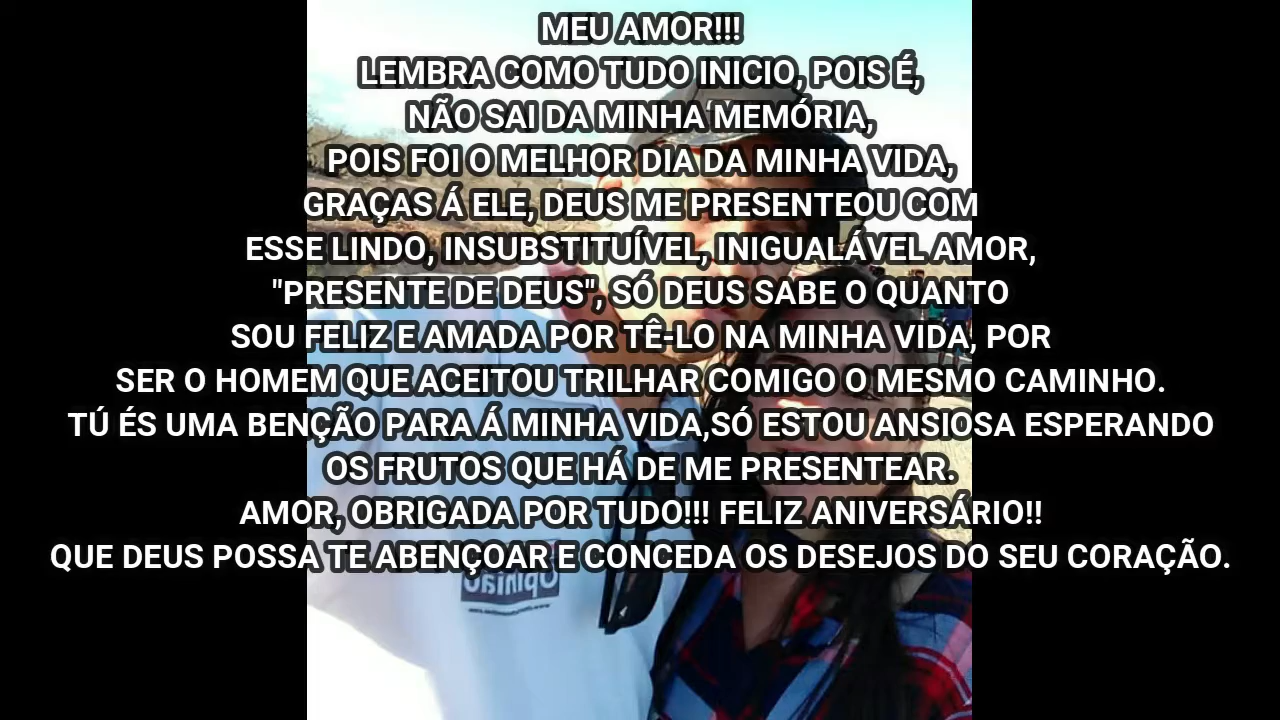 MEU AMOR!!!
LEMBRA COMO TUDO INICIO, POIS É,
NÃO SAI DA MINHA MEMÓRIA,
POIS FOI O MELHOR DIA DA MINHA VIDA,
GRAÇAS Á ELE, DEUS ME PRESENTEOU COM
ESSE LINDO, INSUBSTITUÍVEL, INIGUALÁVEL AMOR,
"PRESENTE DE DEUS", SÓ DEUS SABE O QUANTO
SOU FELIZ E AMADA POR TÊ-LO NA MINHA VIDA, POR
SER O HOMEM QUE ACEITOU TRILHAR COMIGO O MESMO CAMINHO.
TÚ ÉS UMA BENÇÃO PARA Á MINHA VIDA,SÓ ESTOU ANSIOSA ESPERANDO
OS FRUTOS QUE HÁ DE ME PRESENTEAR.
AMOR, OBRIGADA POR TUDO!!! FELIZ ANIVERSÁRIO!!
QUE DEUS POSSA TE ABENÇOAR E CONCEDA OS DESEJOS DO SEU CORAÇÃO.
Opinião